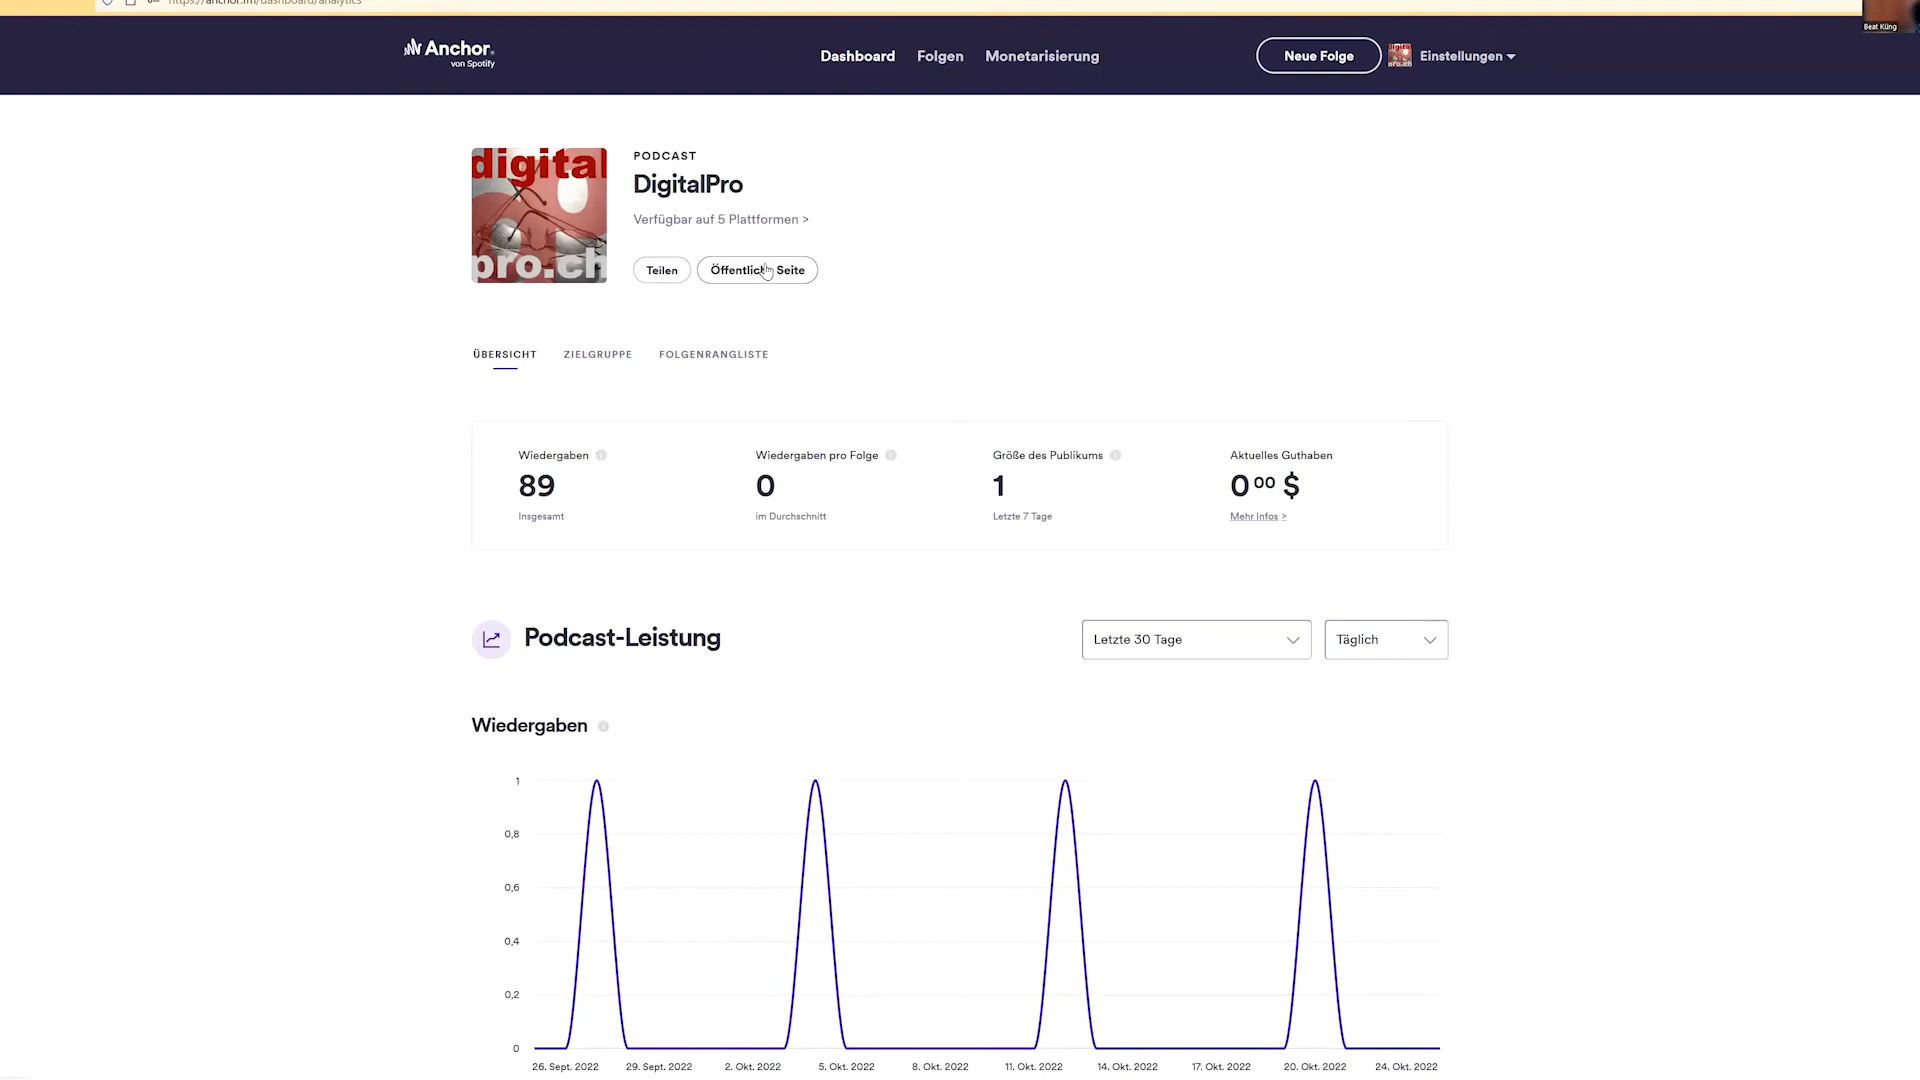 https://anchor.fm/dashboard/analytics
Beat Küng
Anchor
von Spotify
Dashboard
Folgen
Monetarisierung
Neue Folge
Einstellungen
digital
pro.ch
PODCAST
DigitalPro
Verfügbar auf 5 Plattformen >
Teilen
Öffentliche Seite
ÜBERSICHT
ZIELGRUPPE
FOLGENRANGLISTE
Wiedergaben
89
Insgesamt
Wiedergaben pro Folge
0
im Durchschnitt
Größe des Publikums
1
Letzte 7 Tage
Aktuelles Guthaben
0 00 $
Mehr Infos >
Podcast-Leistung
Letzte 30 Tage
Täglich
Wiedergaben
1
0,8
0,6
0,4
0,2
0
26. Sept. 2022 29. Sept. 2022 2. Okt. 2022 5. Okt. 2022 8. Okt. 2022 11. Okt. 2022 14. Okt. 2022 17. Okt. 2022 20. Okt. 2022 24. Okt. 2022